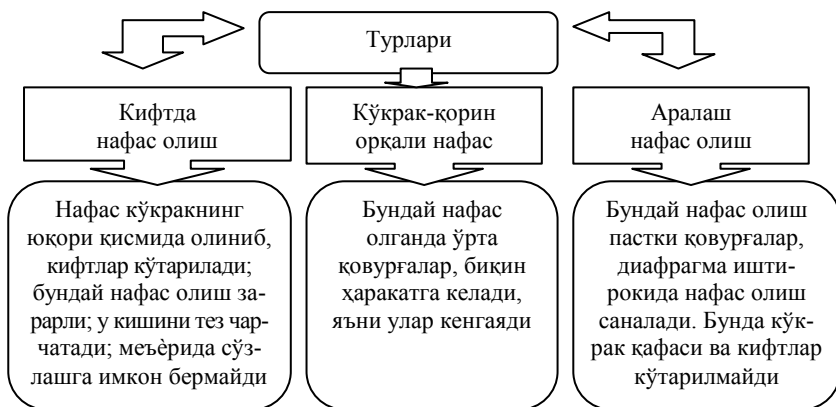 Турлари
Кифтда
нафас олиш
Нафас кўкракнинг
юқори қисмида олиниб,
кифтлар кўтарилади;
бундай нафас олиш за-
рарли; у кишини тез чар-
чатади; меъѐрида сўз-
лашга имкон бермайди
Кўкрак-қорин
орқали нафас
Бундай нафас
олганда ўрта
қовурғалар, биқин
ҳаракатга келади,
яъни улар кенгаяди
Аралаш
нафас олиш
Бундай нафас олиш
пастки қовурғалар,
диафрагма ишти-
рокида нафас олиш
саналади. Бунда кўк-
рак қафаси ва кифтлар
кўтарилмайди